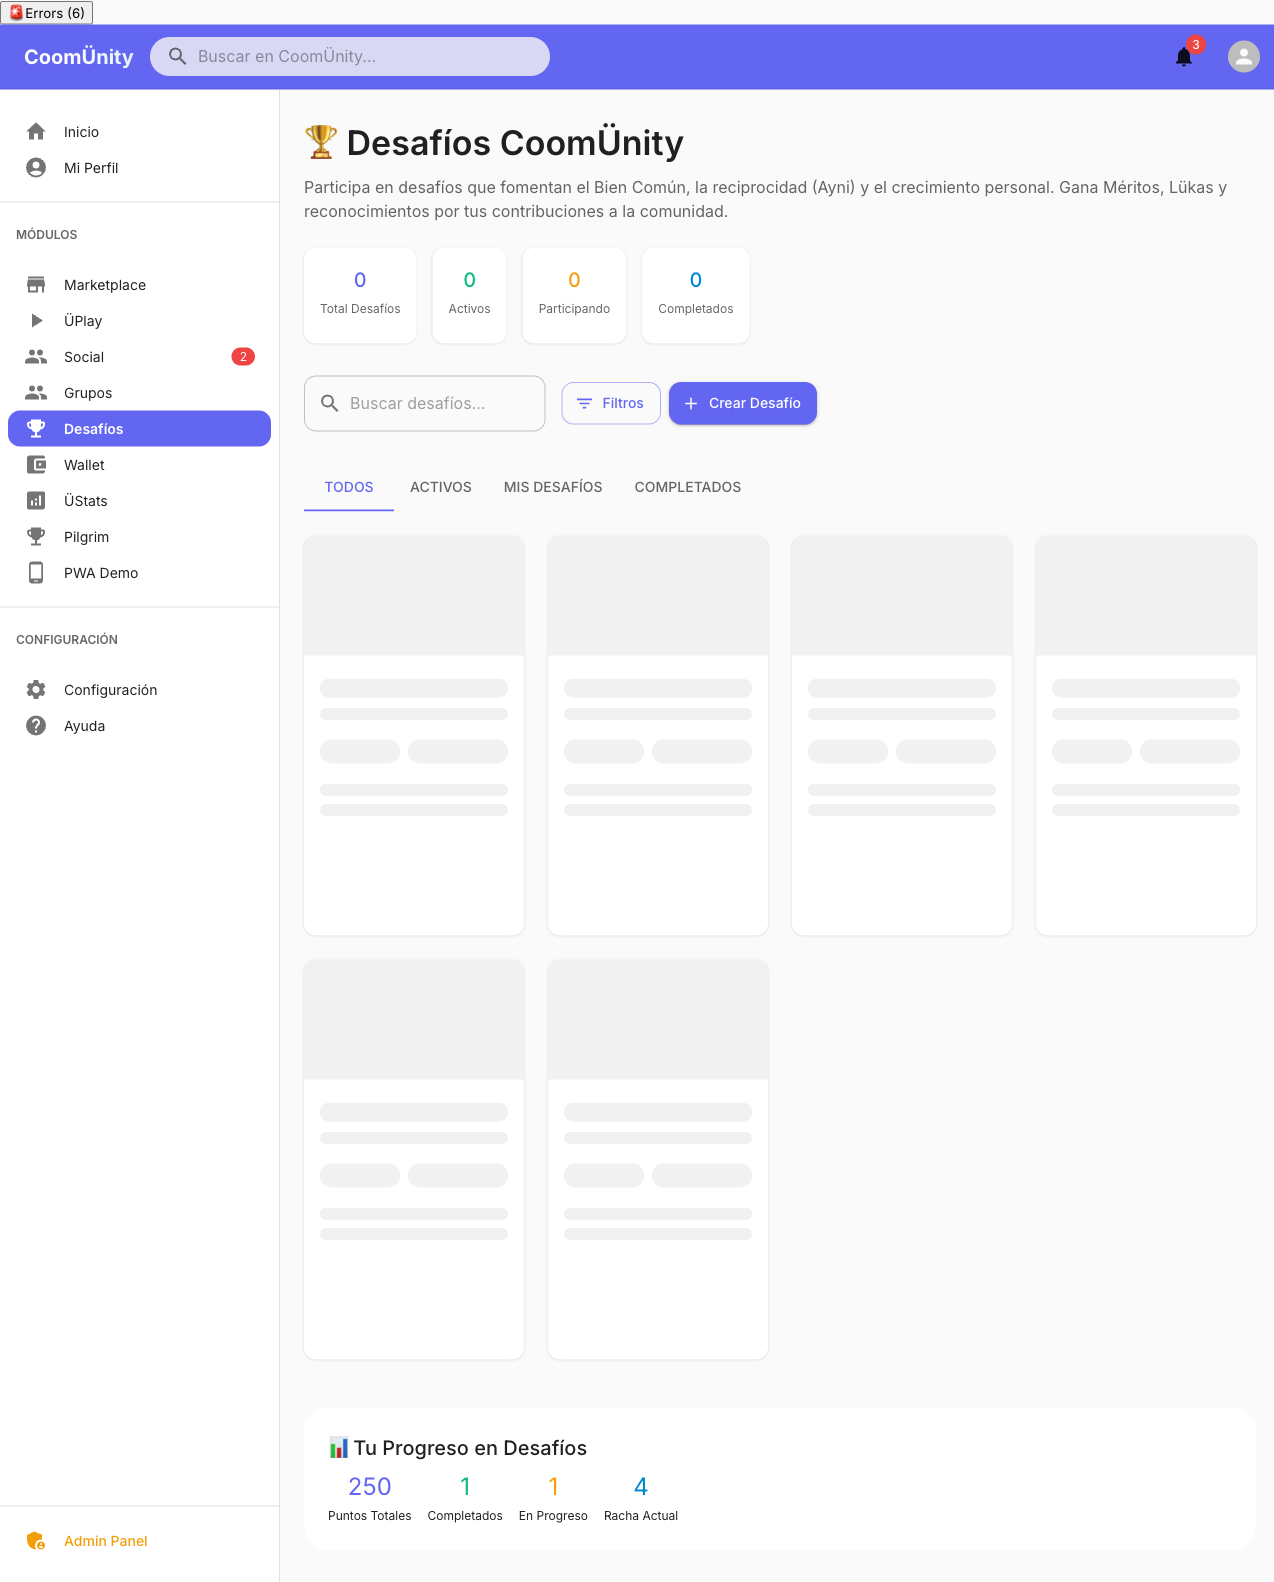 🚨Errors (6)
CoomÜnity
Buscar en CoomÜnity...
3
Inicio
Mi Perfil
MÓDULOS
Marketplace
ÜPlay
Social
2
Grupos
Desafíos
Wallet
ÜStats
Pilgrim
PWA Demo
CONFIGURACIÓN
Configuración
Ayuda
Admin Panel
🏆 Desafíos CoomÜnity
Participa en desafíos que fomentan el Bien Común, la reciprocidad (Ayni) y el crecimiento personal. Gana Méritos, Lükas y
reconocimientos por tus contribuciones a la comunidad.
0
Total Desafíos
0
Activos
0
Participando
0
Completados
Buscar desafíos...
Filtros
Crear Desafío
TODOS
ACTIVOS
MIS DESAFÍOS
COMPLETADOS
📊 Tu Progreso en Desafíos
250
Puntos Totales
1
Completados
1
En Progreso
4
Racha Actual